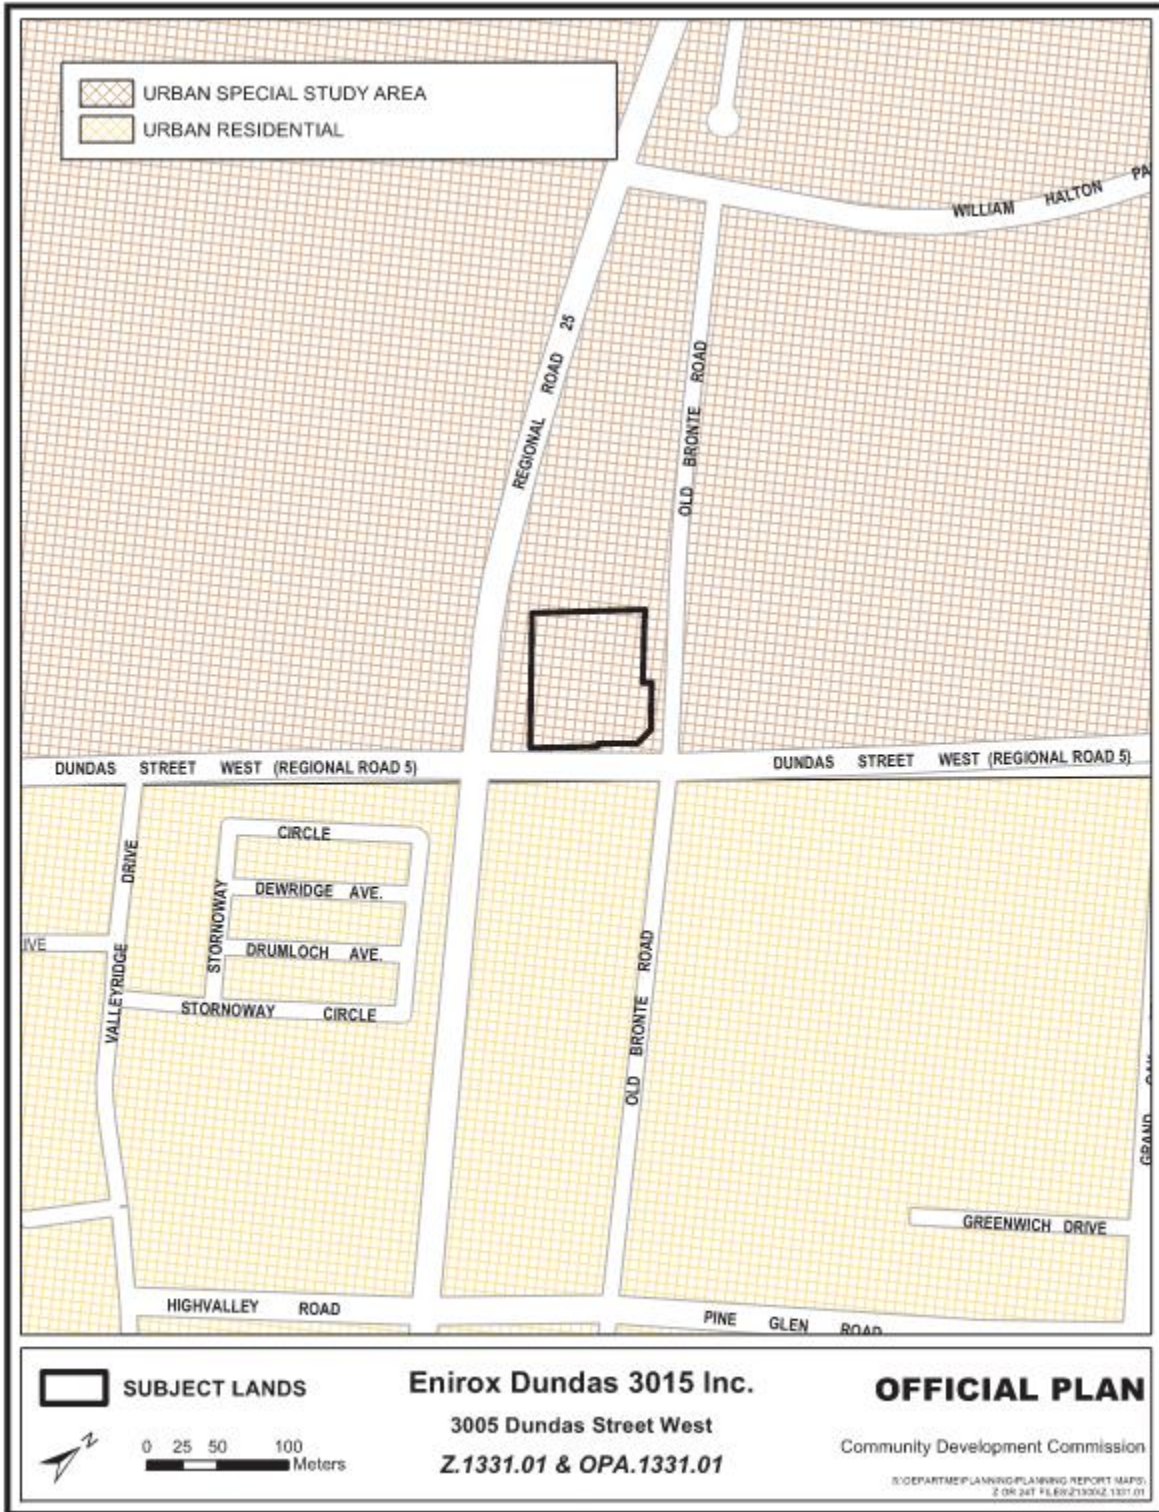 URBAN SPECIAL STUDY AREA
URBAN RESIDENTIAL
WILLIAM HALTON PA
REGIONAL ROAD 25
OLD BRONTE ROAD
DUNDAS STREET WEST (REGIONAL ROAD 5)
DUNDAS STREET WEST (REGIONAL ROAD 5)
CIRCLE
VALLEYRIDGE DRIVE
STORNOWAY
DEWRIDGE AVE.
DRUMLOCH AVE.
IVE
STORNOWAY CIRCLE
OLD BRONTE ROAD
GRAND
GREENWICH DRIVE
HIGHVALLEY ROAD
PINE GLEN ROAD
SUBJECT LANDS
N
0 25 50 100
Meters
Enirox Dundas 3015 Inc.
3005 Dundas Street West
Z.1331.01 & OPA.1331.01
OFFICIAL PLAN
Community Development Commission